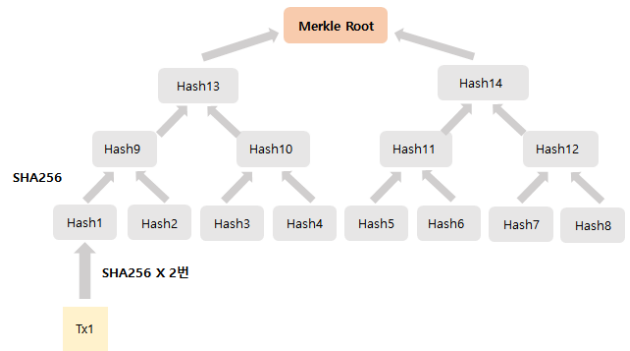 Merkle Root
Hash13
Hash14
Hash9
Hash10
Hash11
Hash12
SHA256
Hash1
Hash2
Hash3
Hash4
Hash5
Hash6
Hash7
Hash8
SHA256 X 2번
Tx1